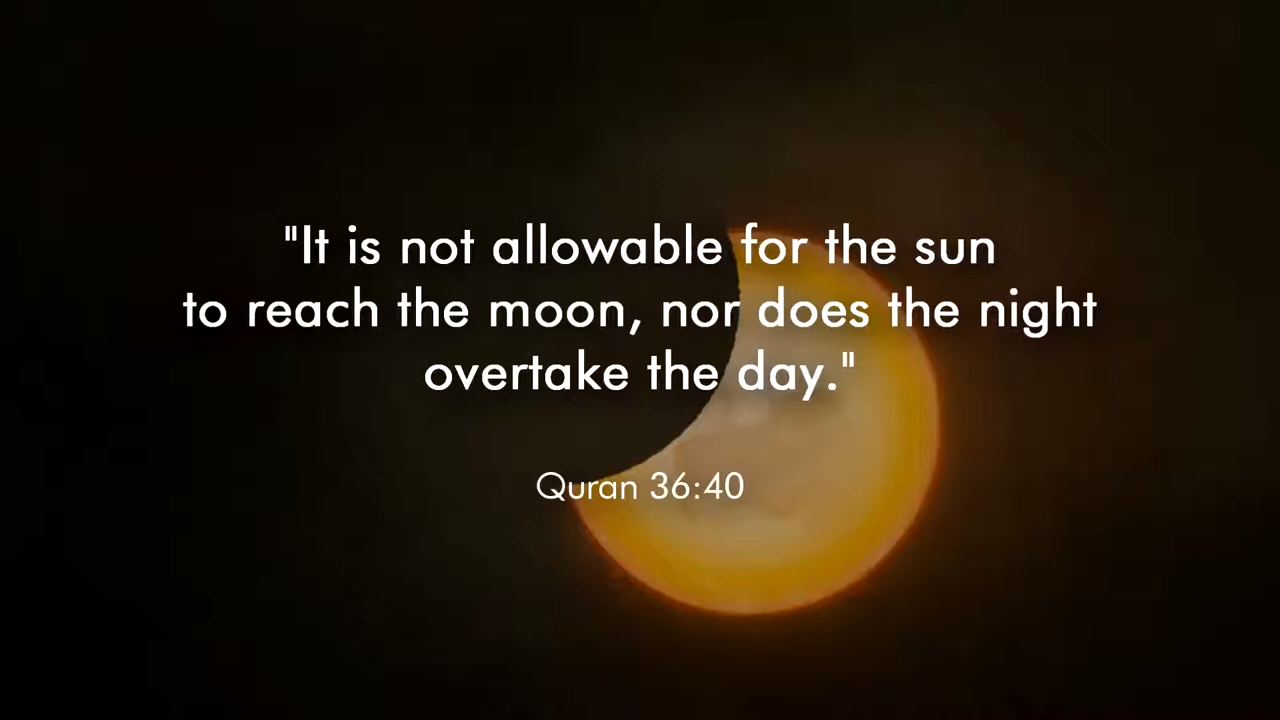 "It is not allowable for the sun
to reach the moon, nor does the night
overtake the day."
Quran 36:40